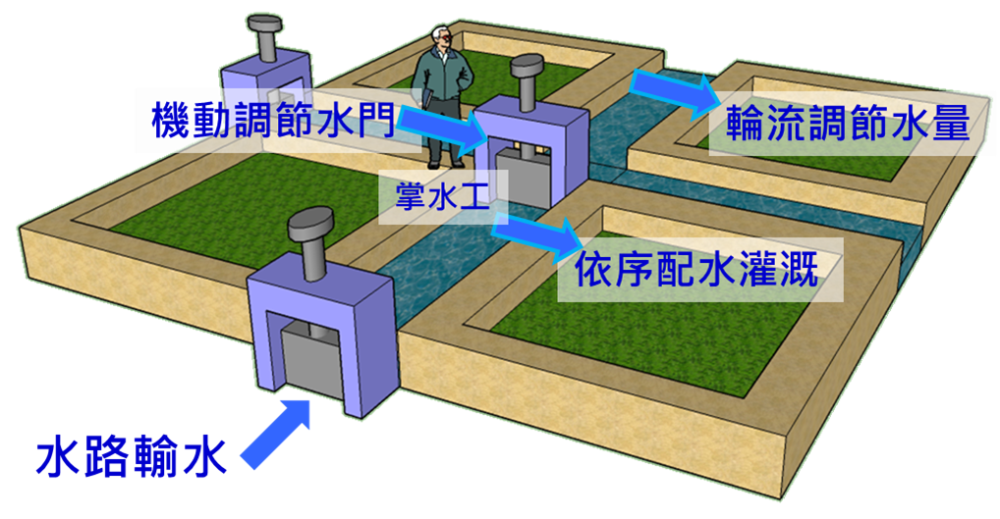 機動調節水門
輪流調節水量
掌水工
依序配水灌溉
水路輸水